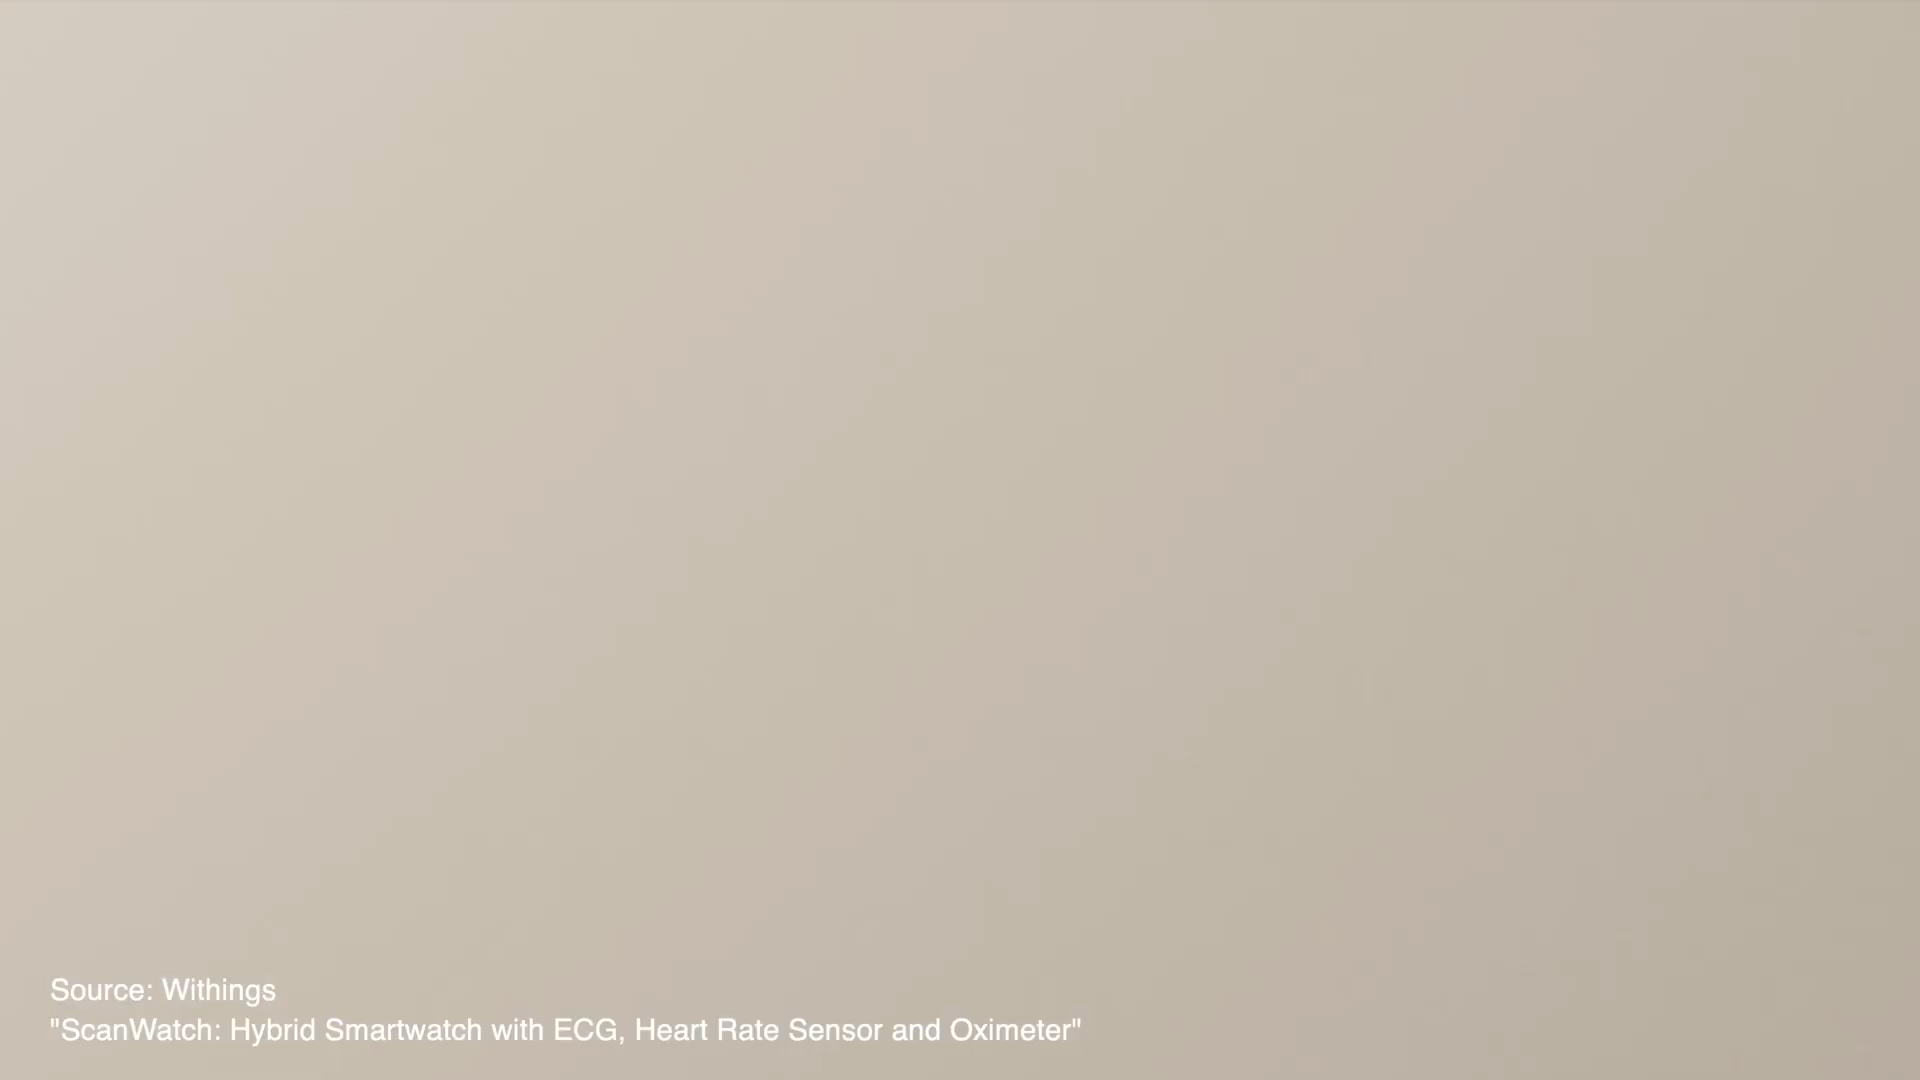 Source: Withings
"ScanWatch: Hybrid Smartwatch with ECG, Heart Rate Sensor and Oximeter"